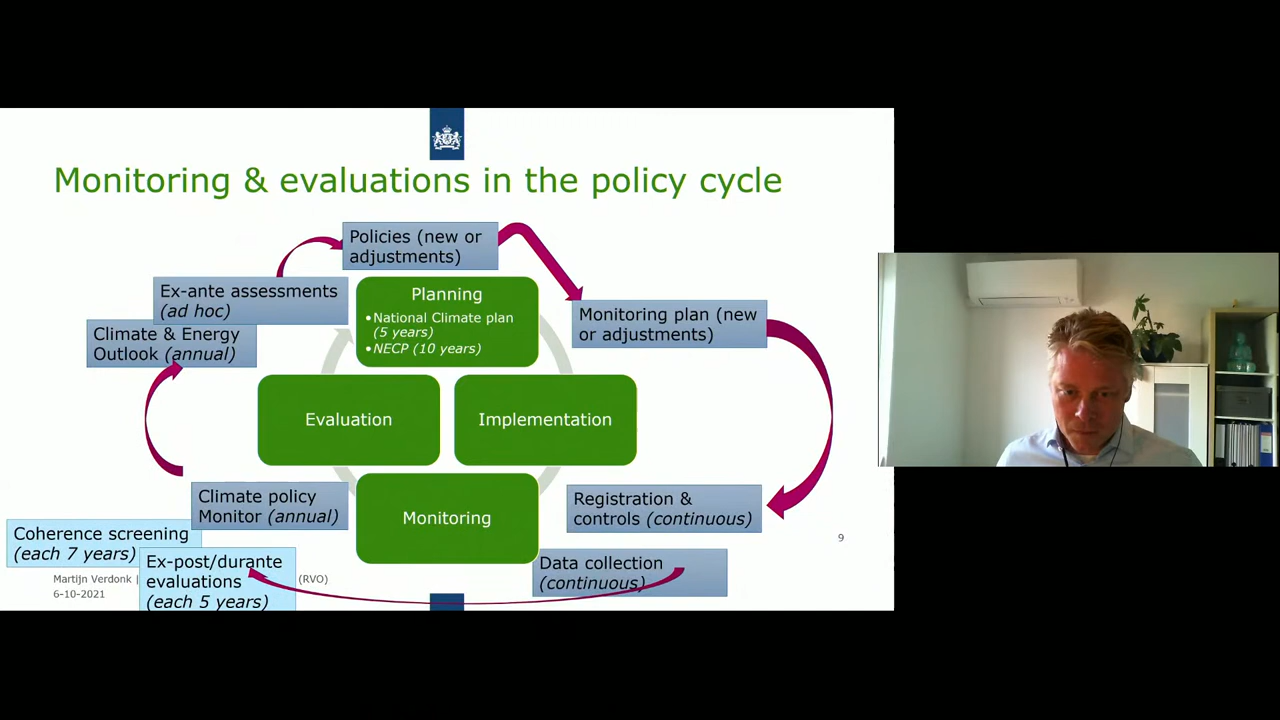 Monitoring & evaluations in the policy cycle
Policies (new or
adjustments)
Ex-ante assessments
(ad hoc)
Climate & Energy
Outlook (annual)
Planning
•National Climate plan
(5 years)
•NECP (10 years)
Monitoring plan (new
or adjustments)
Evaluation
Implementation
Climate policy
Monitor (annual)
Monitoring
Registration &
controls (continuous)
Coherence screening
(each 7 years)
Ex-post/durante
evaluations
(each 5 years)
Data collection
(continuous)
Martijn Verdonk |
(RVO)
6-10-2021
9